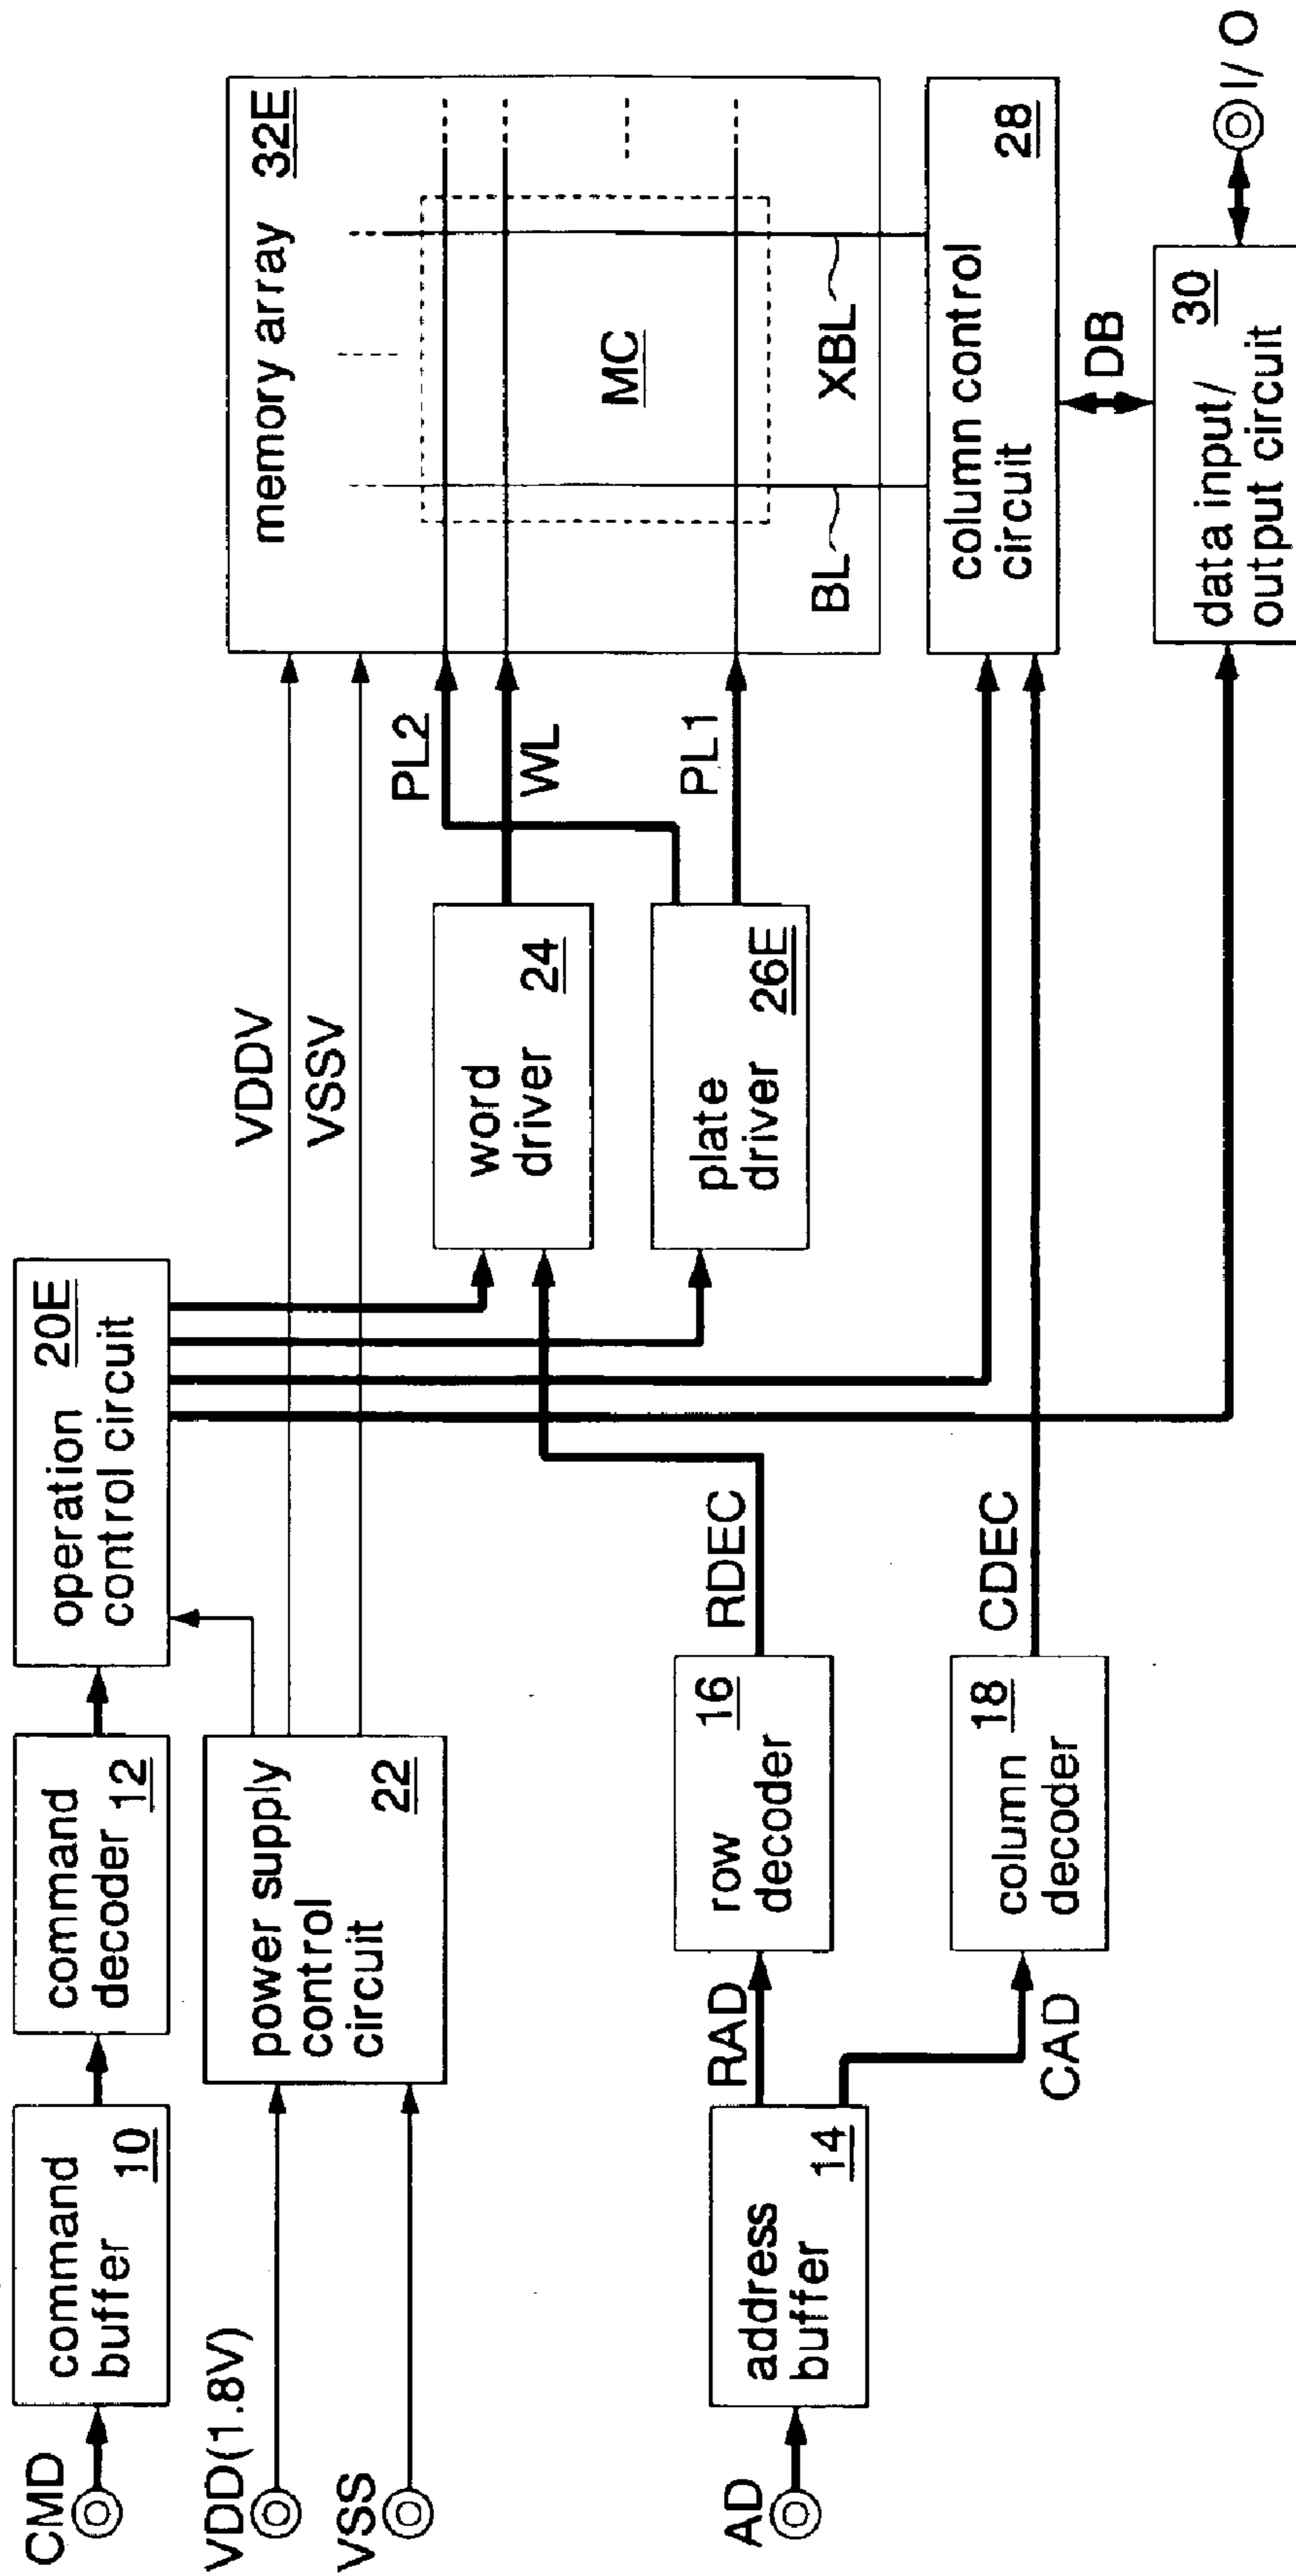 CMD
command
buffer 10
command
decoder 12
operation 20E
control circuit
VDD(1.8V)
VSS
power supply
control
circuit 22
VDDV
VSSV
memory array 32E
PL2
WL
PL1
MC
BL
XBL
word
driver 24
plate
driver 26E
AD
address
buffer 14
RAD
CAD
row 16
decoder
column 18
decoder
RDEC
CDEC
column control 28
circuit
DB
data input/ 30
output circuit
I/O